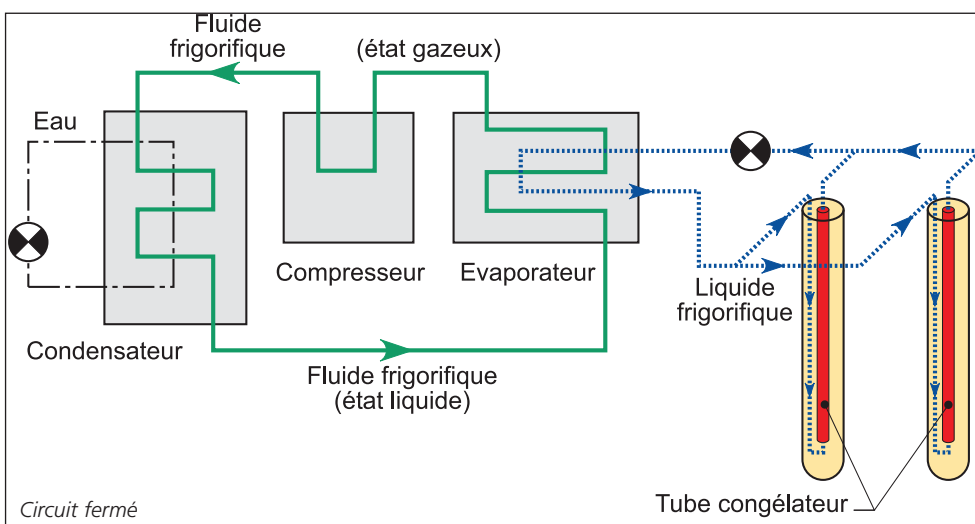 Fluide
frigorifique
(état gazeux)
Eau
Compresseur
Evaporateur
Liquide
frigorifique
Condensateur
Fluide frigorifique
(état liquide)
Tube congélateur
Circuit fermé